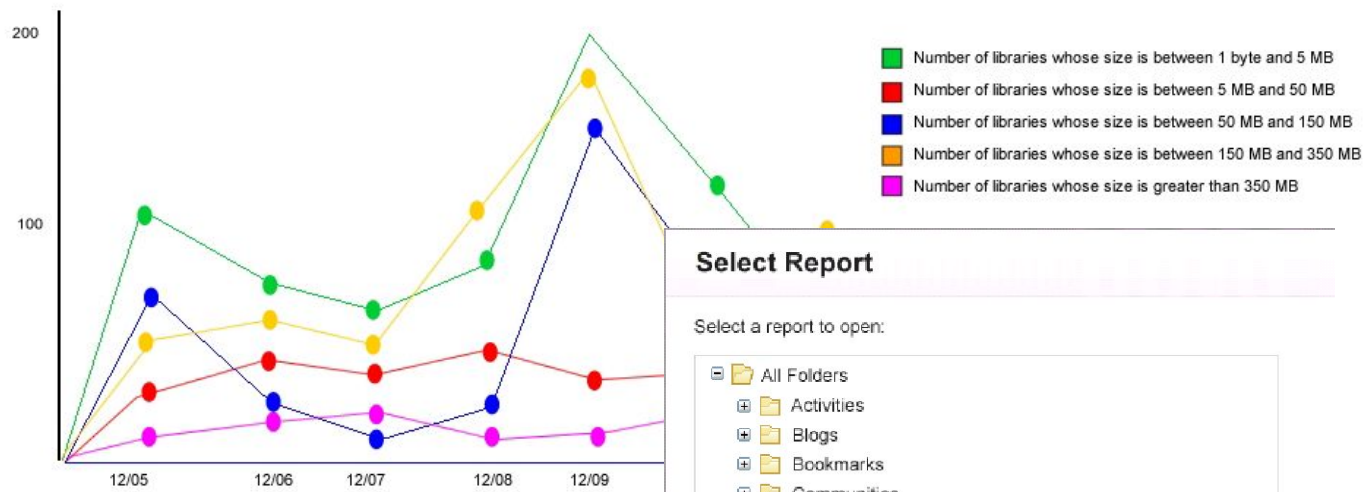 200
100
12/05
12/06
12/07
12/08
12/09
Number of libraries whose size is between 1 byte and 5 MB
Number of libraries whose size is between 5 MB and 50 MB
Number of libraries whose size is between 50 MB and 150 MB
Number of libraries whose size is between 150 MB and 350 MB
Number of libraries whose size is greater than 350 MB
Select Report
Select a report to open:
All Folders
Activities
Blogs
Bookmarks
Communities